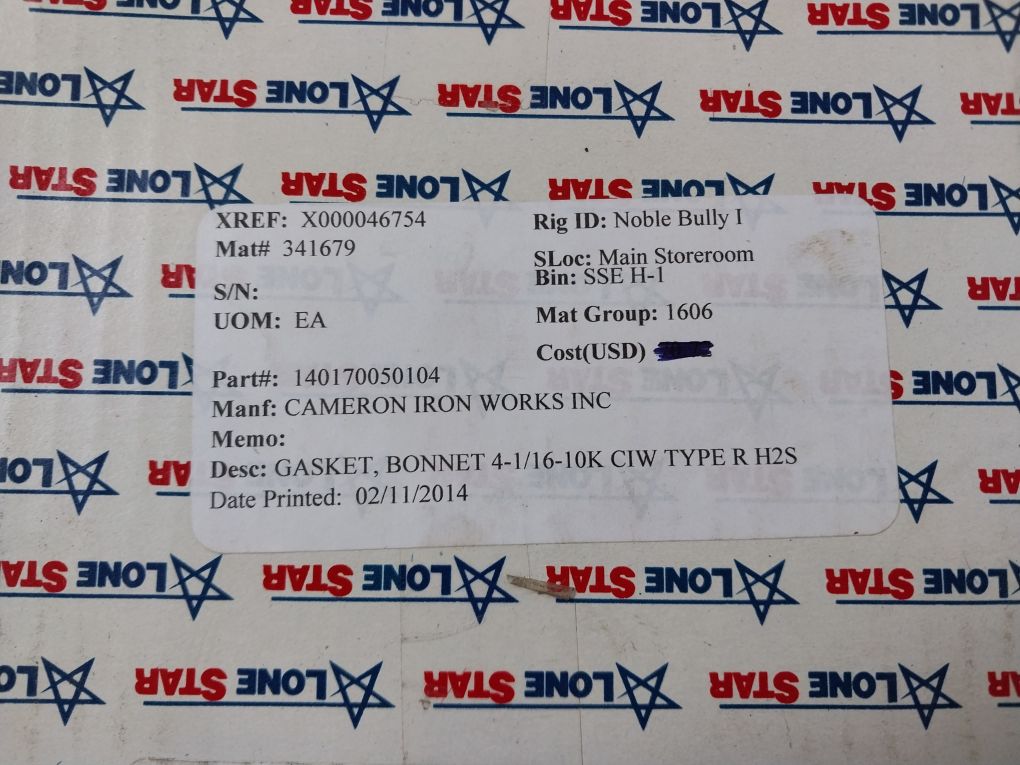 LONE STAR
XREF: X000046754
Mat# 341679
S/N:
UOM: EA
Rig ID: Noble Bully I
SLoc: Main Storeroom
Bin: SSE H-1
Mat Group: 1606
Cost(USD)
Part#: 140170050104
Manf: CAMERON IRON WORKS INC
Memo:
Desc: GASKET, BONNET 4-1/16-10K CIW TYPE R H2S
Date Printed: 02/11/2014